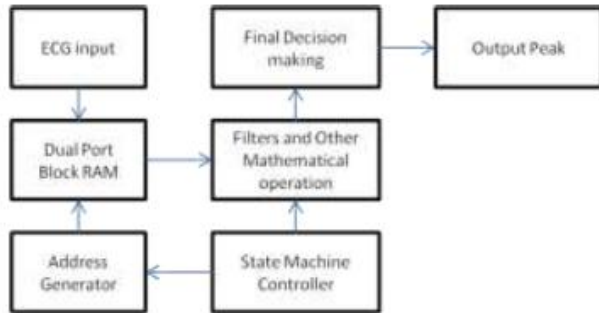 ECG input
Final Decision
making
Output Peak
Dual Port
Block RAM
Filters and Other
Mathematical
operation
Address
Generator
State Machine
Controller